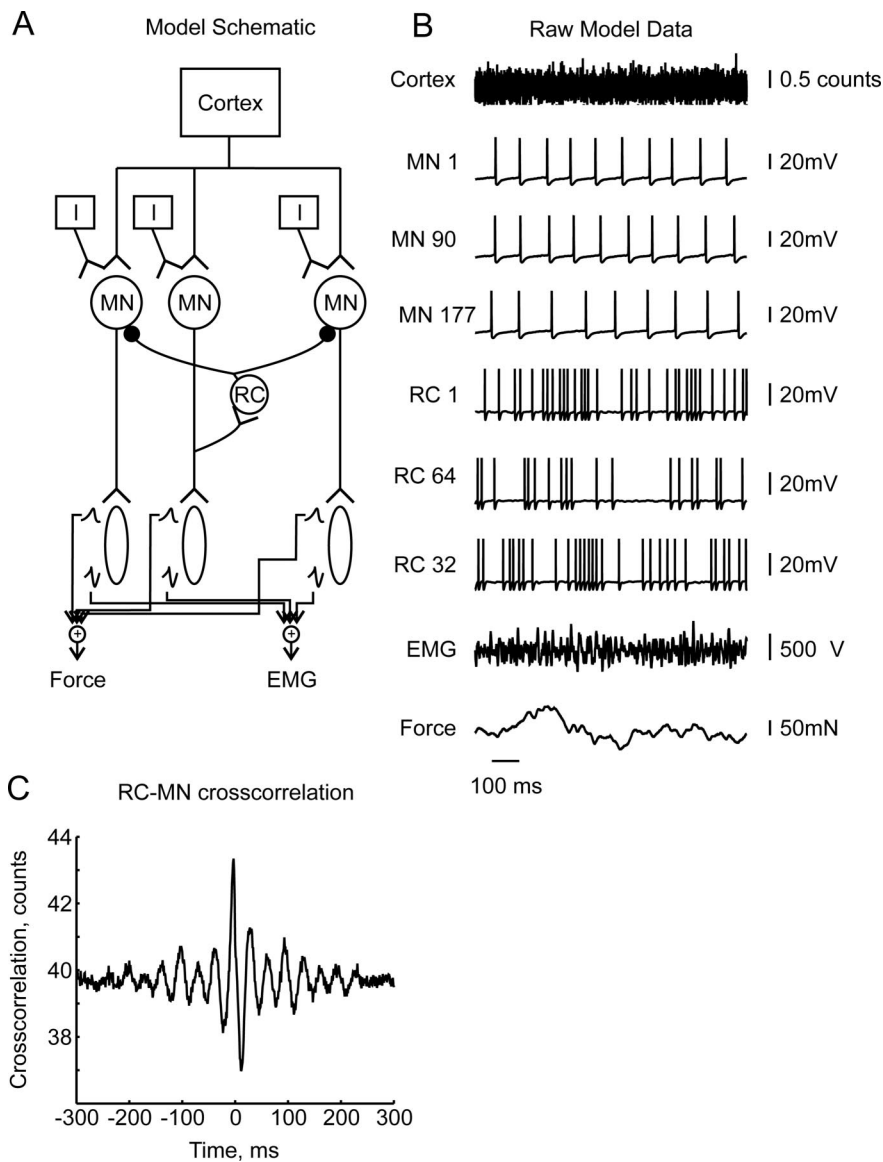 A
Model Schematic
Cortex
I
I
I
MN
MN
MN
RC
+
+
Force
EMG
B
Raw Model Data
Cortex
0.5 counts
MN 1
20mV
MN 90
20mV
MN 177
20mV
RC 1
20mV
RC 64
20mV
RC 32
20mV
EMG
500 V
Force
50mN
100 ms
C
RC-MN crosscorrelation
Crosscorrelation, counts
44
42
40
38
-300
-200
-100
0
100
200
300
Time, ms